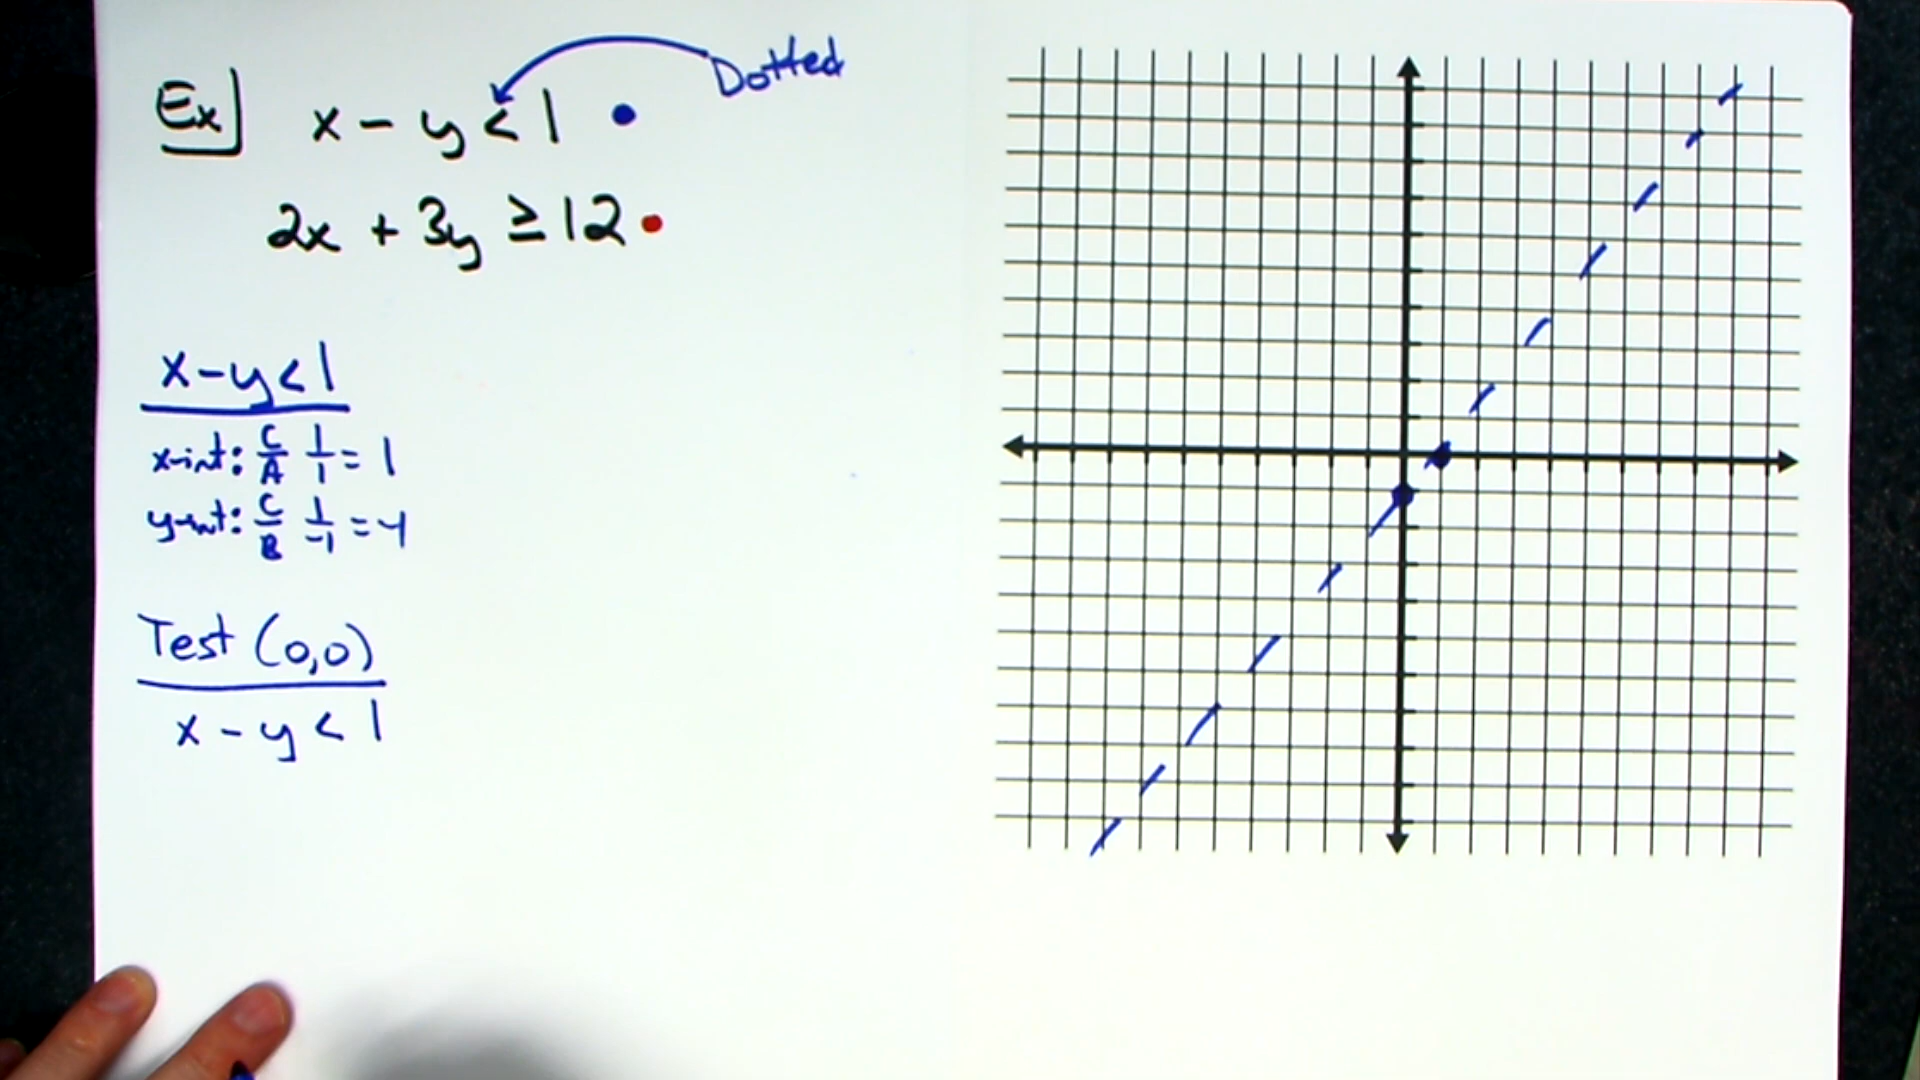 Ex x - y < 1 Dotted
2x + 3y ≥ 12
x - y < 1
x-int: C/A 1/1 = 1
y-int: C/B 1/-1 = -1
Test (0,0)
x - y < 1